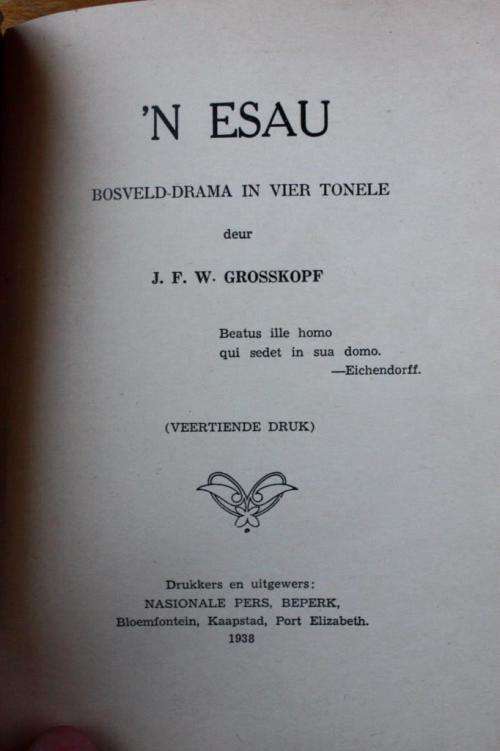 'N ESAU
BOSVELD-DRAMA IN VIER TONELE
deur
J. F. W. GROSSKOPF
Beatus ille homo
qui sedet in sua domo.
—Eichendorff.
(VEERTIENDE DRUK)
Drukkers en uitgewers:
NASIONALE PERS, BEPERK,
Bloemfontein, Kaapstad, Port Elizabeth.
1938